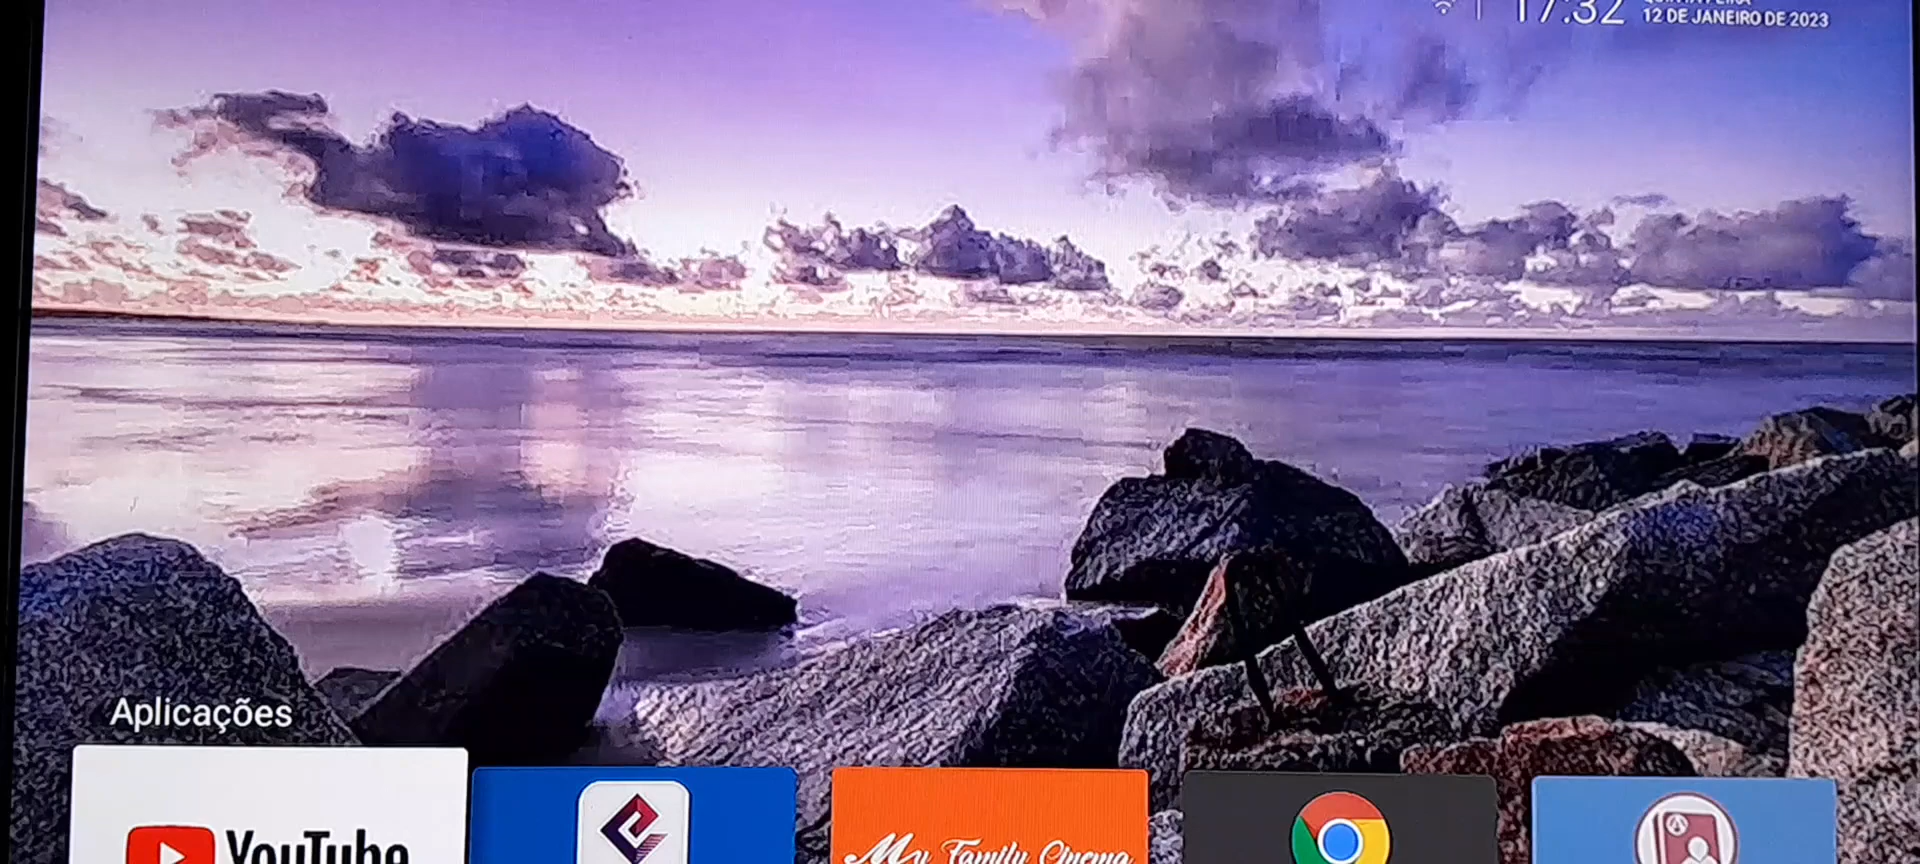 17:32
12 DE JANEIRO DE 2023
Aplicações
YouTube
My Family Cinema